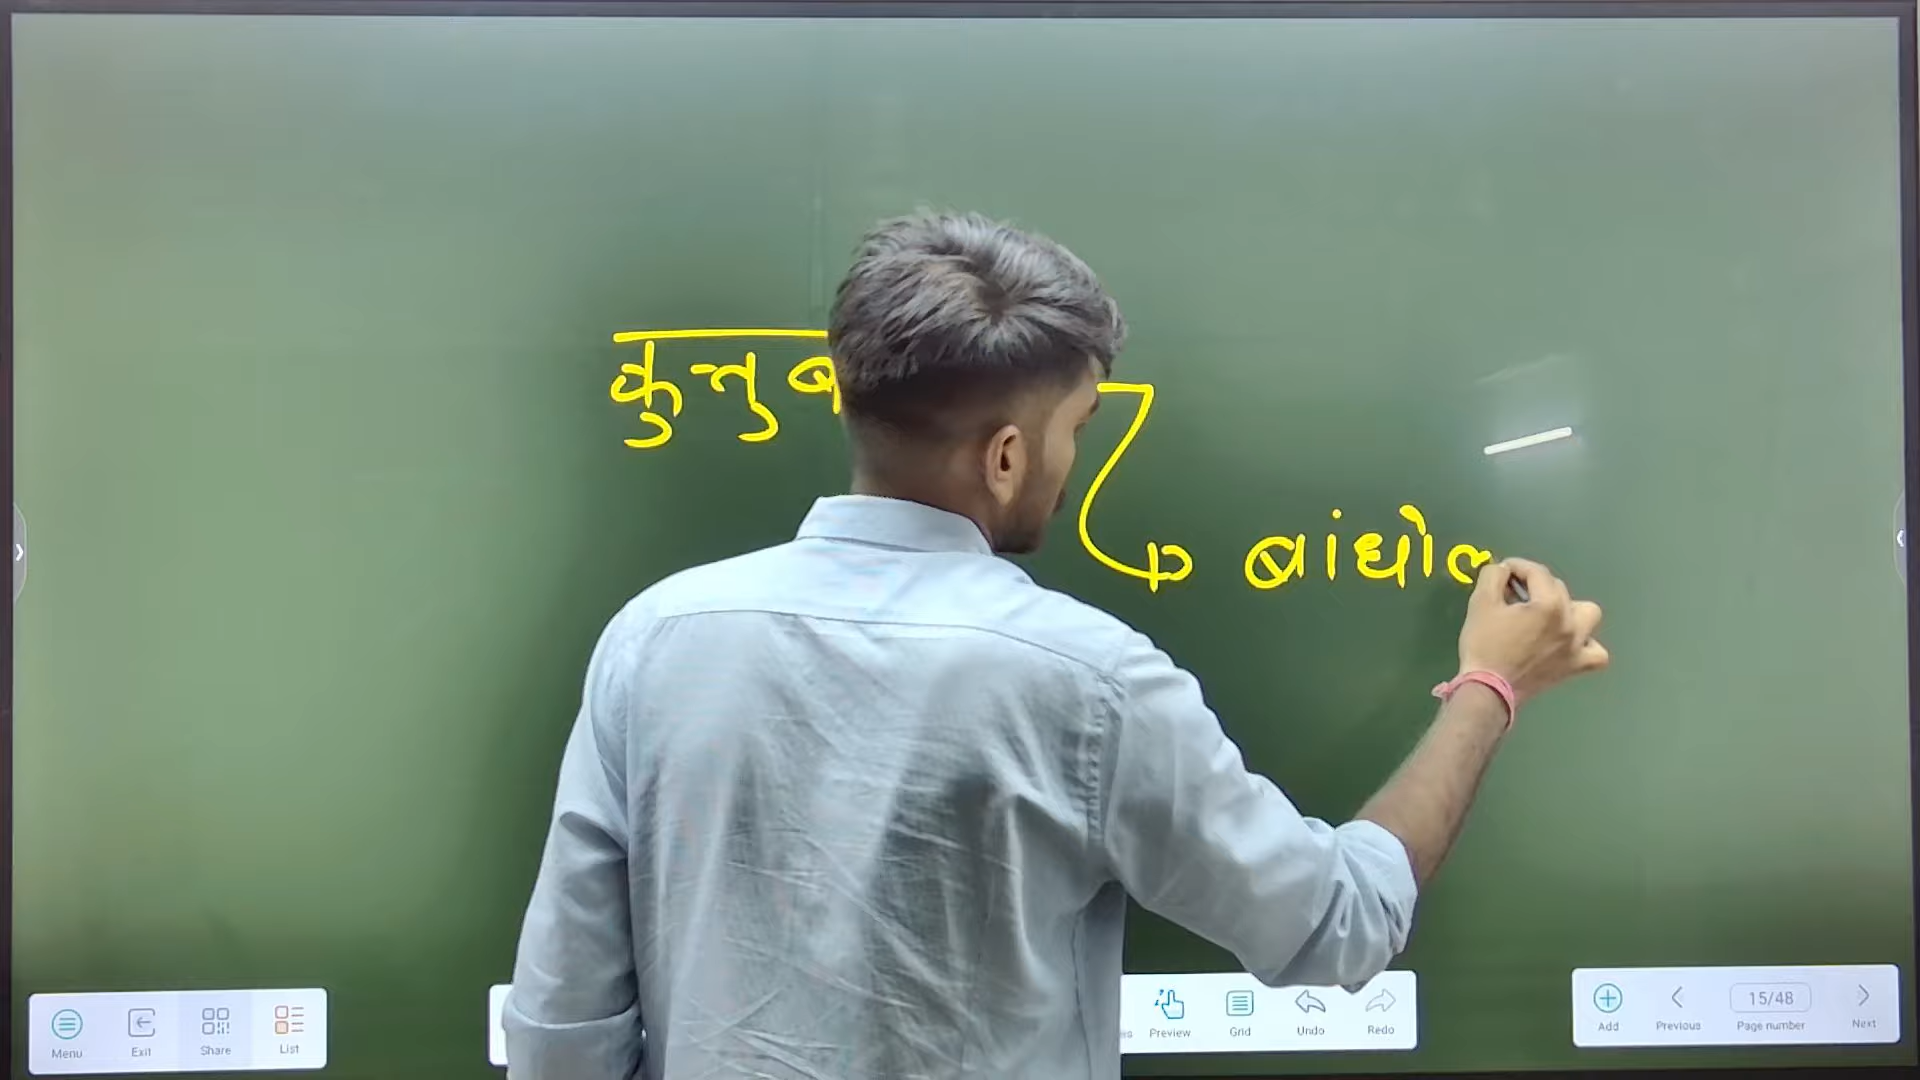 કુતુબ
બાંધોલ
Menu
Exit
Share
List
Preview
Grid
Undo
Redo
Add
Previous
15/48
Page number
Next